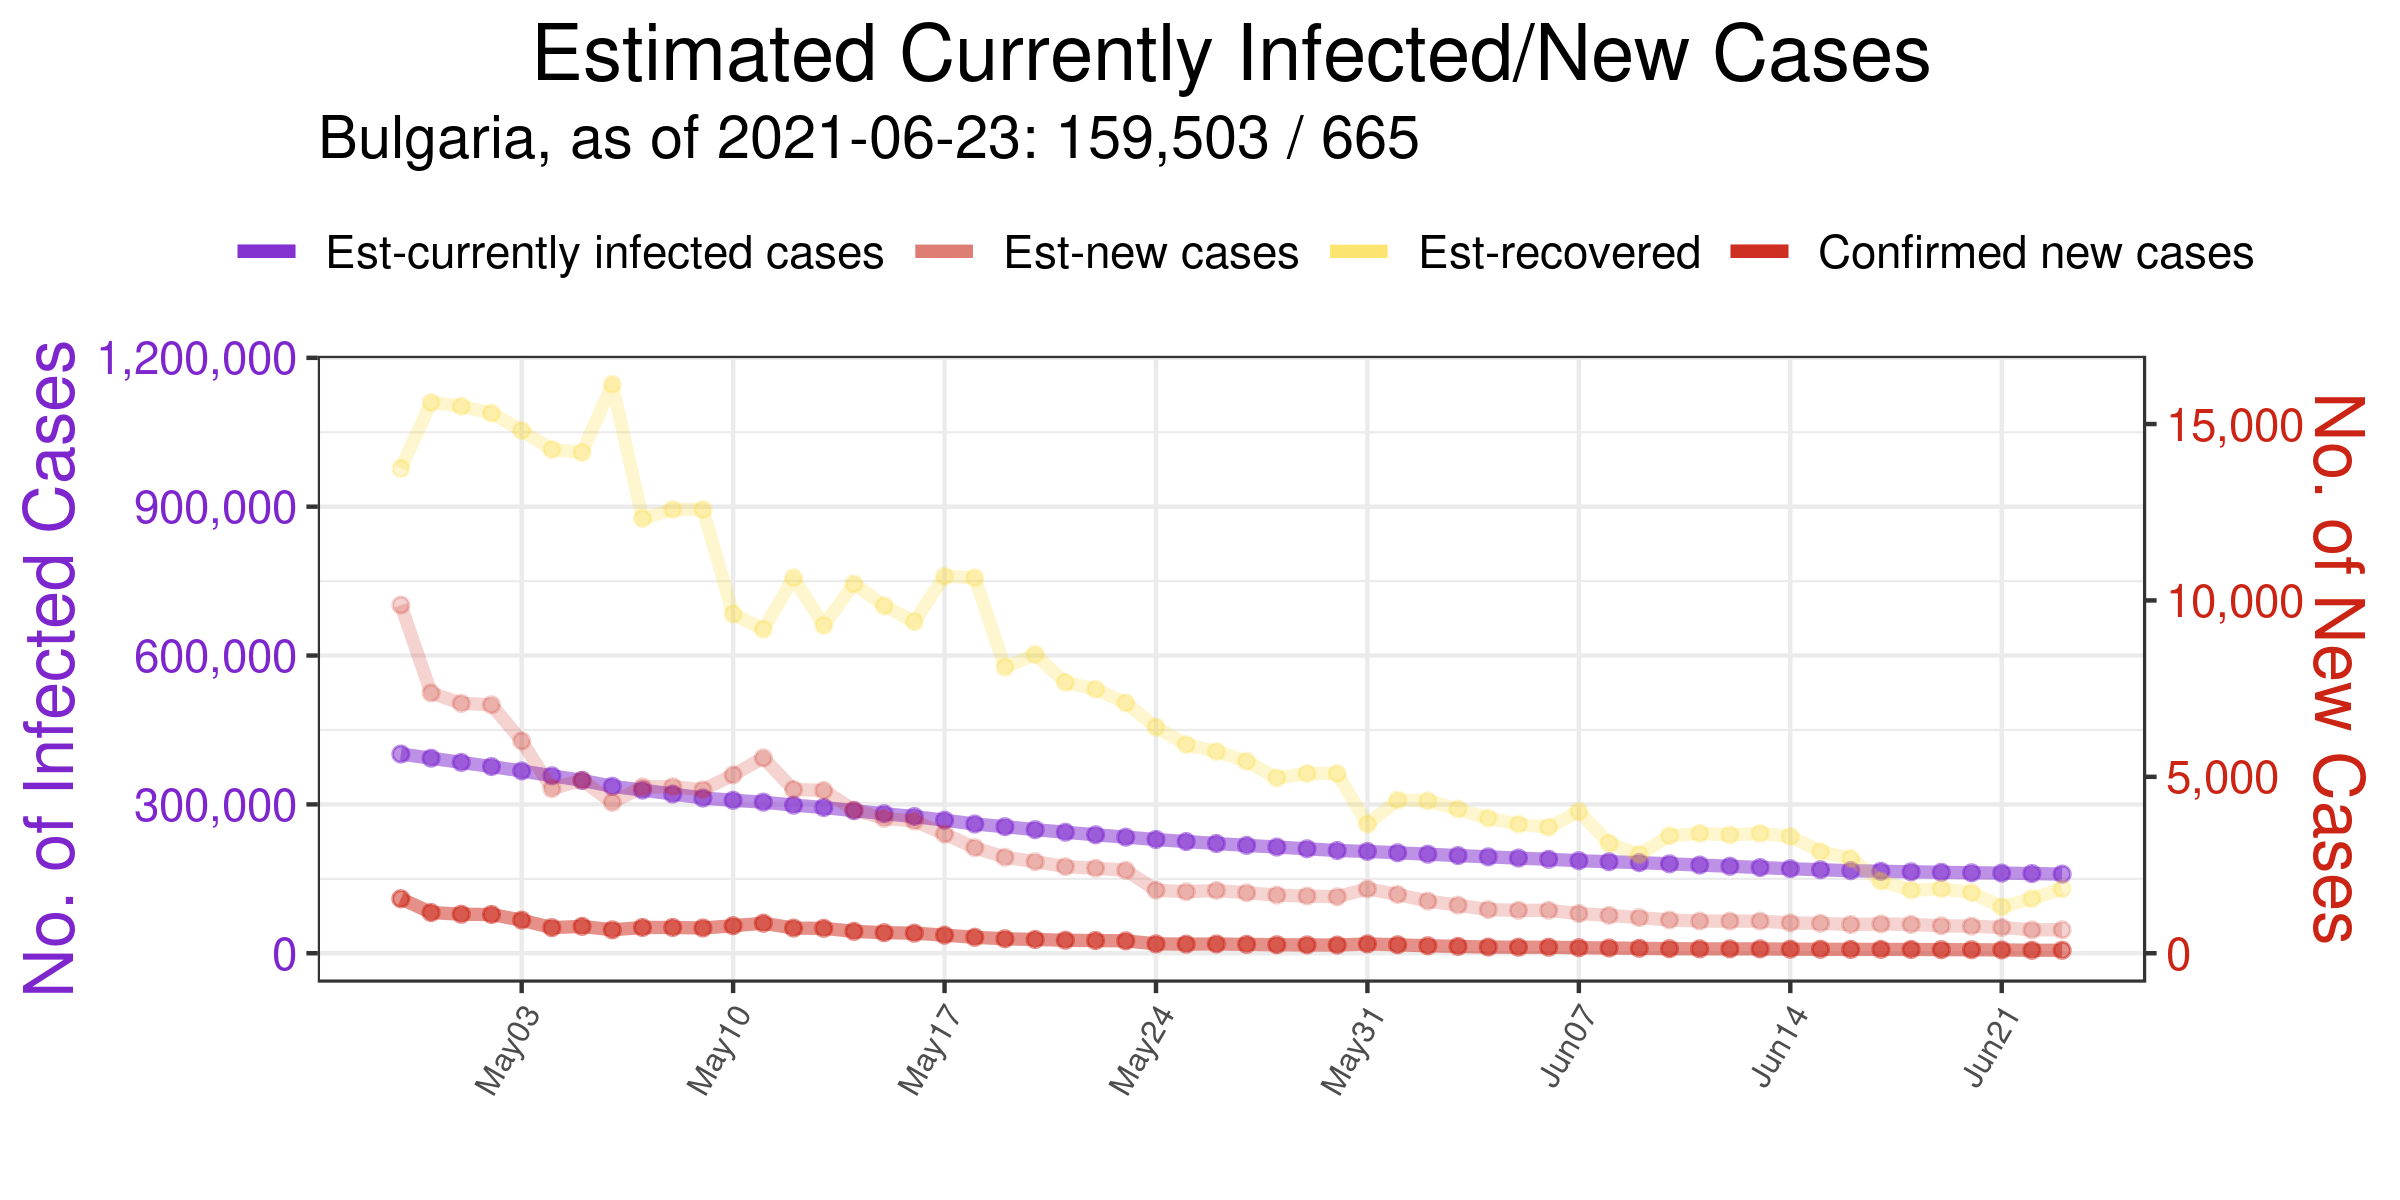 Estimated Currently Infected/New Cases
Bulgaria, as of 2021-06-23: 159,503 / 665
Est-currently infected cases Est-new cases Est-recovered Confirmed new cases
No. of Infected Cases
1,200,000
900,000
600,000
300,000
0
15,000
10,000
5,000
0
No. of New Cases
May03 May10 May17 May24 May31 Jun07 Jun14 Jun21